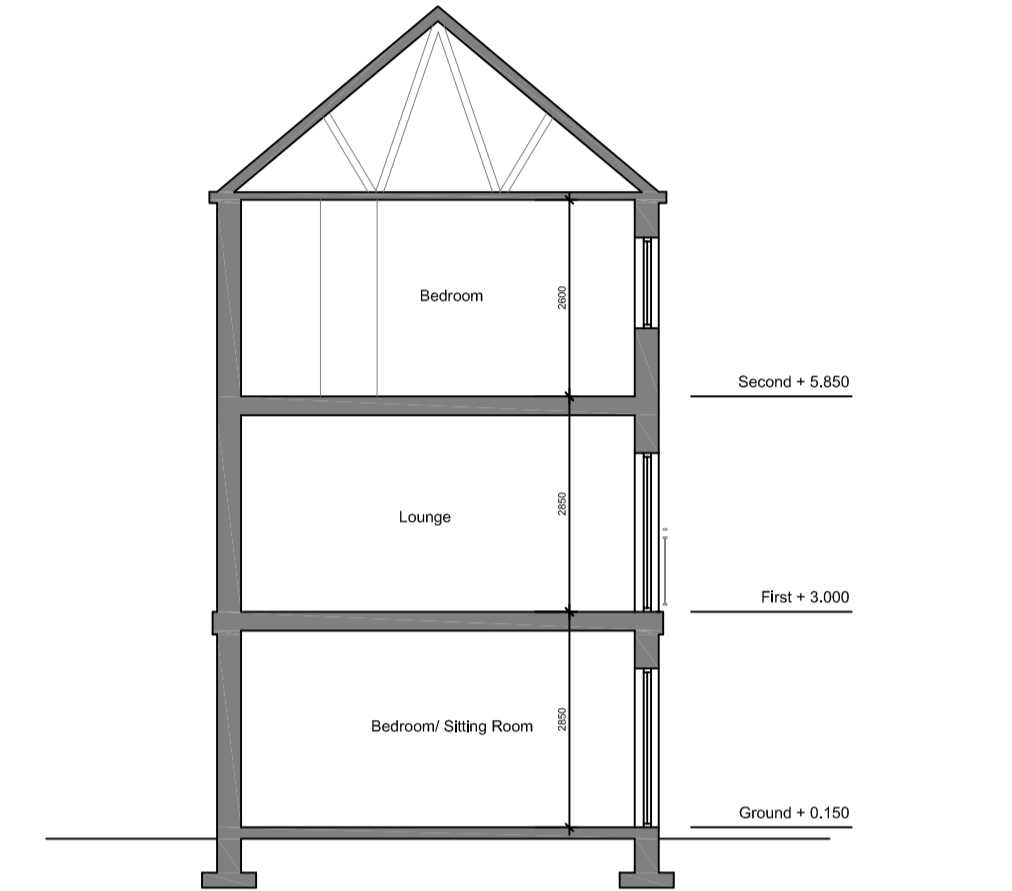 Bedroom
2600
Second + 5.850
Lounge
2850
First + 3.000
Bedroom/ Sitting Room
2850
Ground + 0.150